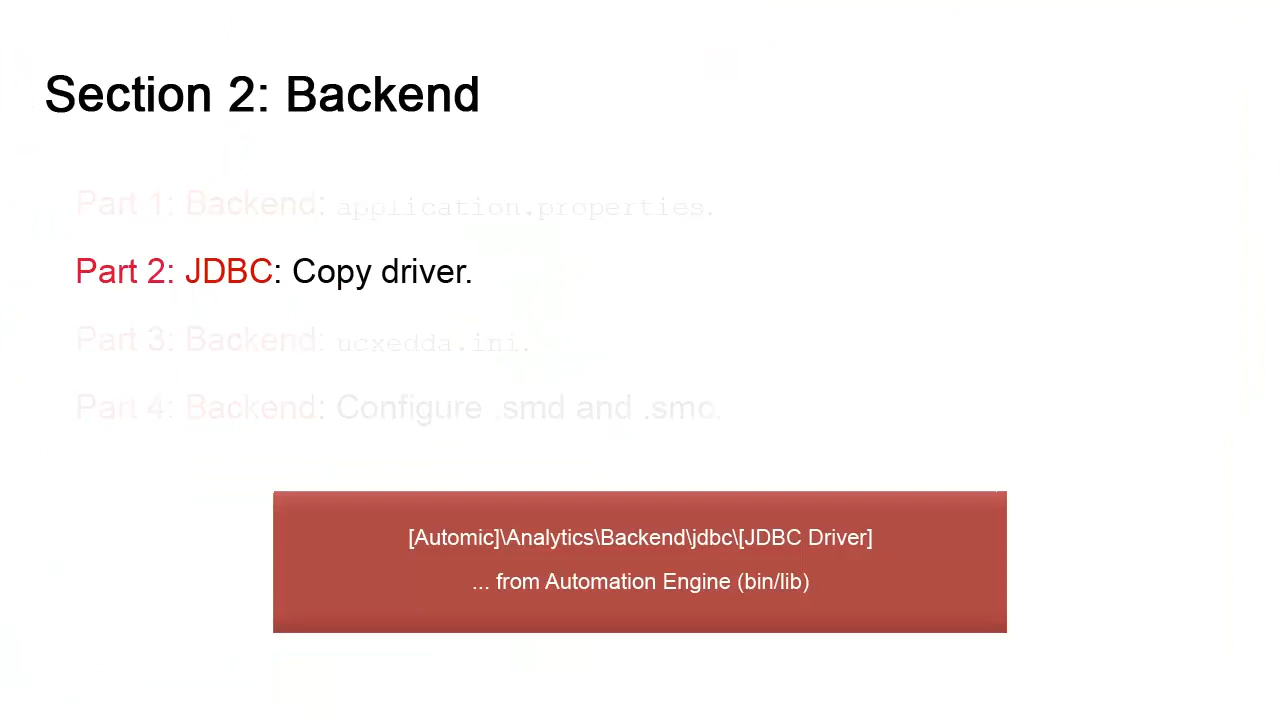 Section 2: Backend
Part 1: Backend: application.properties.
Part 2: JDBC: Copy driver.
Part 3: Backend: ucxedda.ini.
Part 4: Backend: Configure .smd and .smc.
[Automic]\Analytics\Backend\jdbc\[JDBC Driver]
... from Automation Engine (bin/lib)